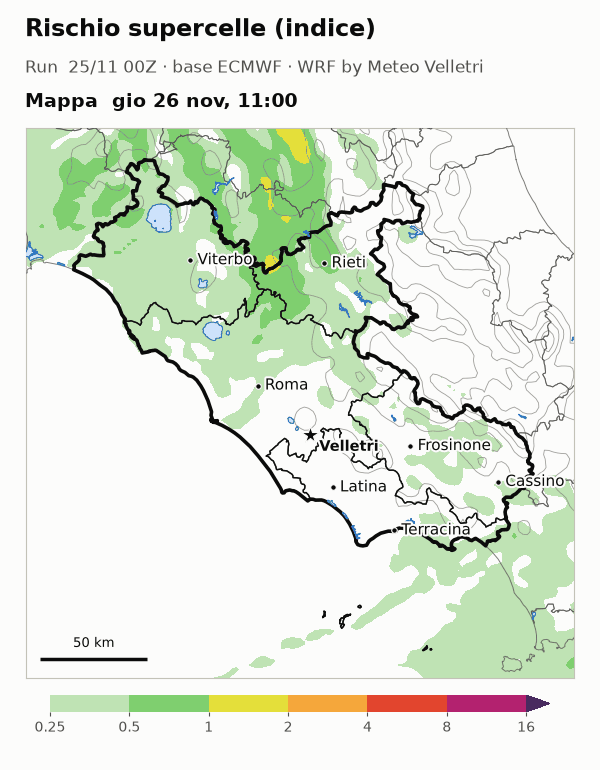 Rischio supercelle (indice)
Run 25/11 00Z · base ECMWF · WRF by Meteo Velletri
Mappa gio 26 nov, 11:00
Viterbo
Rieti
Roma
Velletri
Frosinone
Cassino
Latina
Terracina
50 km
0.25 0.5 1 2 4 8 16